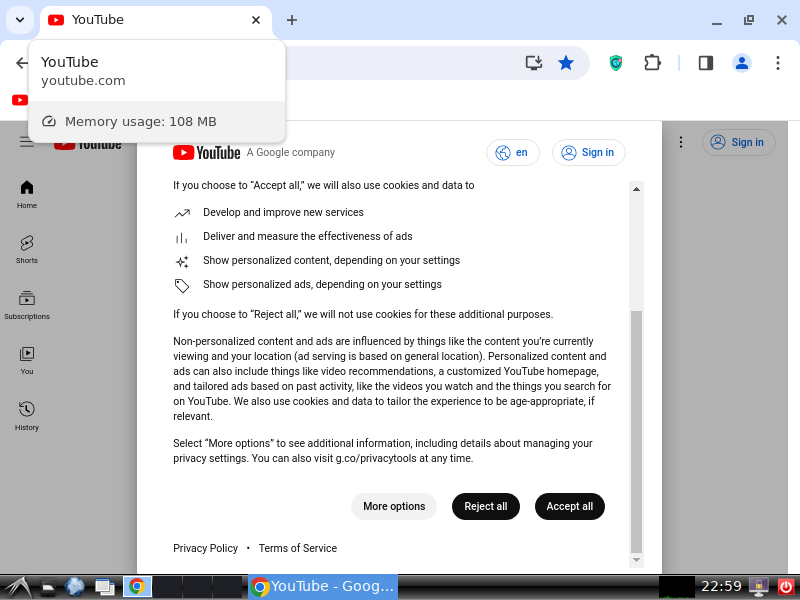 YouTube
YouTube
youtube.com
Memory usage: 108 MB
YouTube
YouTube A Google company
en
Sign in
Sign in
Home
Shorts
Subscriptions
You
History
If you choose to “Accept all,” we will also use cookies and data to
Develop and improve new services
Deliver and measure the effectiveness of ads
Show personalized content, depending on your settings
Show personalized ads, depending on your settings
If you choose to “Reject all,” we will not use cookies for these additional purposes.
Non-personalized content and ads are influenced by things like the content you’re currently
viewing and your location (ad serving is based on general location). Personalized content and
ads can also include things like video recommendations, a customized YouTube homepage,
and tailored ads based on past activity, like the videos you watch and the things you search for
on YouTube. We also use cookies and data to tailor the experience to be age-appropriate, if
relevant.
Select “More options” to see additional information, including details about managing your
privacy settings. You can also visit g.co/privacytools at any time.
More options
Reject all
Accept all
Privacy Policy • Terms of Service
YouTube - Goog...
22:59